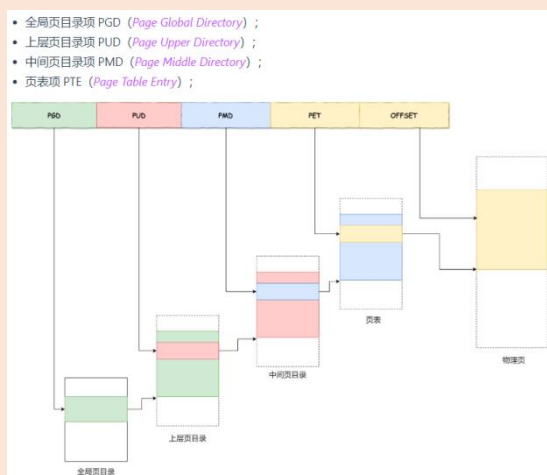 • 全局页目录项 PGD（Page Global Directory）;
• 上层页目录项 PUD（Page Upper Directory）;
• 中间页目录项 PMD（Page Middle Directory）;
• 页表项 PTE（Page Table Entry）;
PGD PUD PMD PET OFFSET
页表
物理页
中间页目录
上层页目录
全局页目录